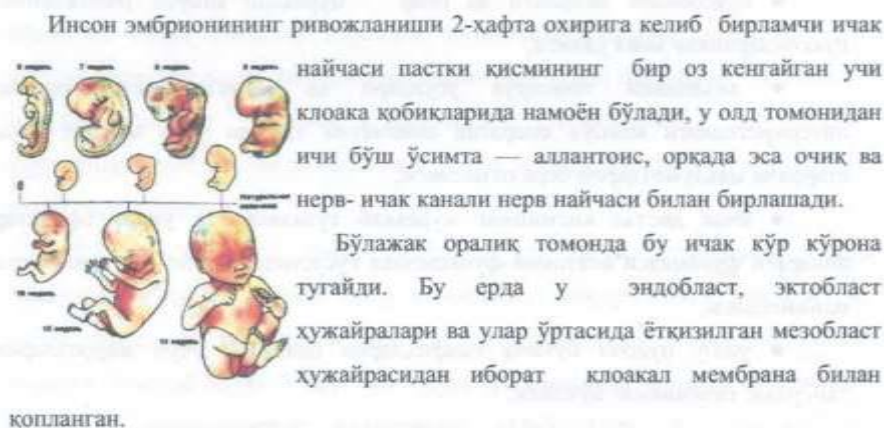 Инсон эмбрионининг ривожланиши 2-ҳафта охирига келиб бирламчи ичак
найчаси пастки қисмининг бир оз кенгайган учи
клоака қобиқларида намоён бўлади, у олд томонидан
ичи бўш ўсимта — аллантоис, орқада эса очиқ ва
нерв- ичак канали нерв найчаси билан бирлашади.
Бўлажак оралиқ томонда бу ичак кўр кўрона
тугайди. Бу ерда у эндобласт, эктобласт
ҳужайралари ва улар ўртасида ётқизилган мезобласт
ҳужайрасидан иборат клоакал мембрана билан
қопланган.
7 недель